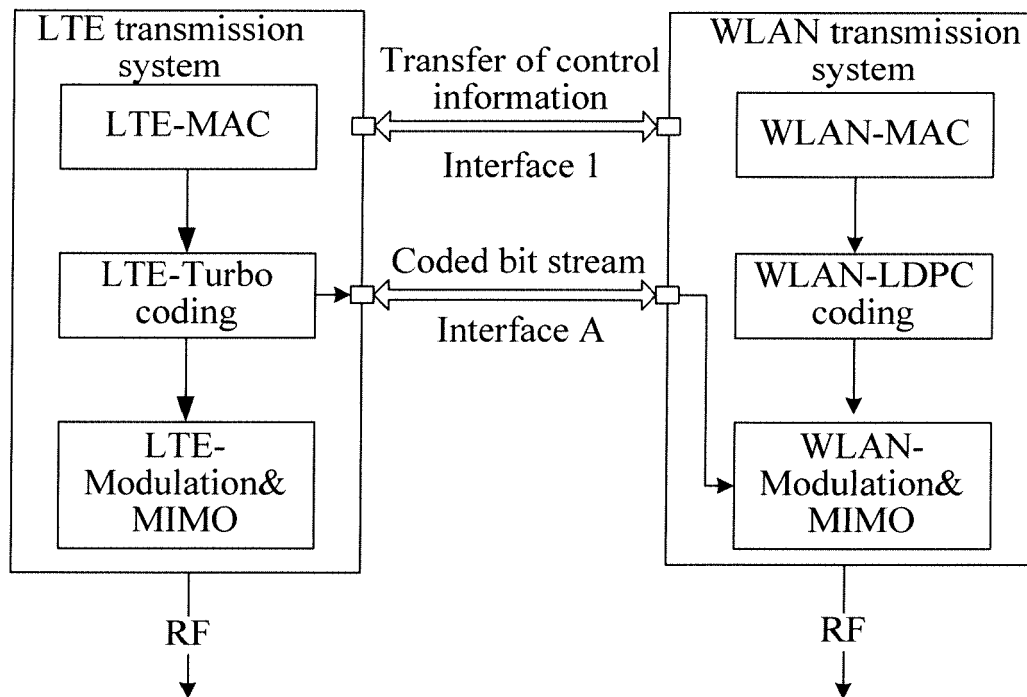 LTE transmission
system
LTE-MAC
LTE-Turbo
coding
LTE-
Modulation&
MIMO
RF
Transfer of control
information
Interface 1
Coded bit stream
Interface A
WLAN transmission
system
WLAN-MAC
WLAN-LDPC
coding
WLAN-
Modulation&
MIMO
RF